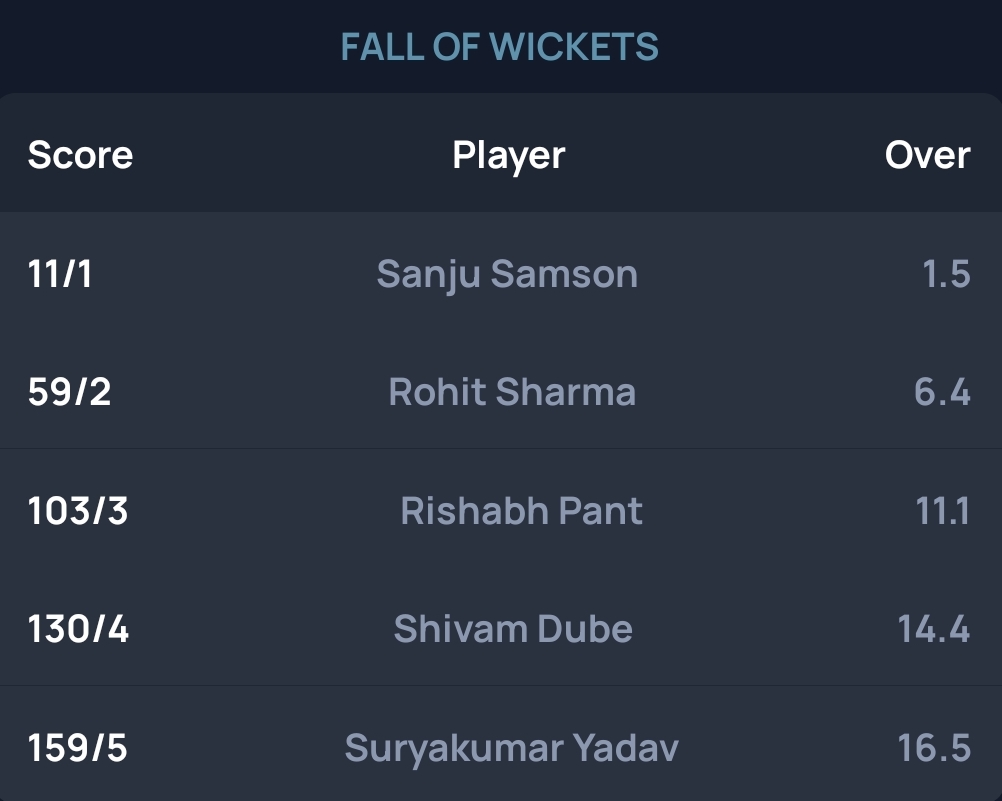 FALL OF WICKETS
Score Player Over
11/1 Sanju Samson 1.5
59/2 Rohit Sharma 6.4
103/3 Rishabh Pant 11.1
130/4 Shivam Dube 14.4
159/5 Suryakumar Yadav 16.5